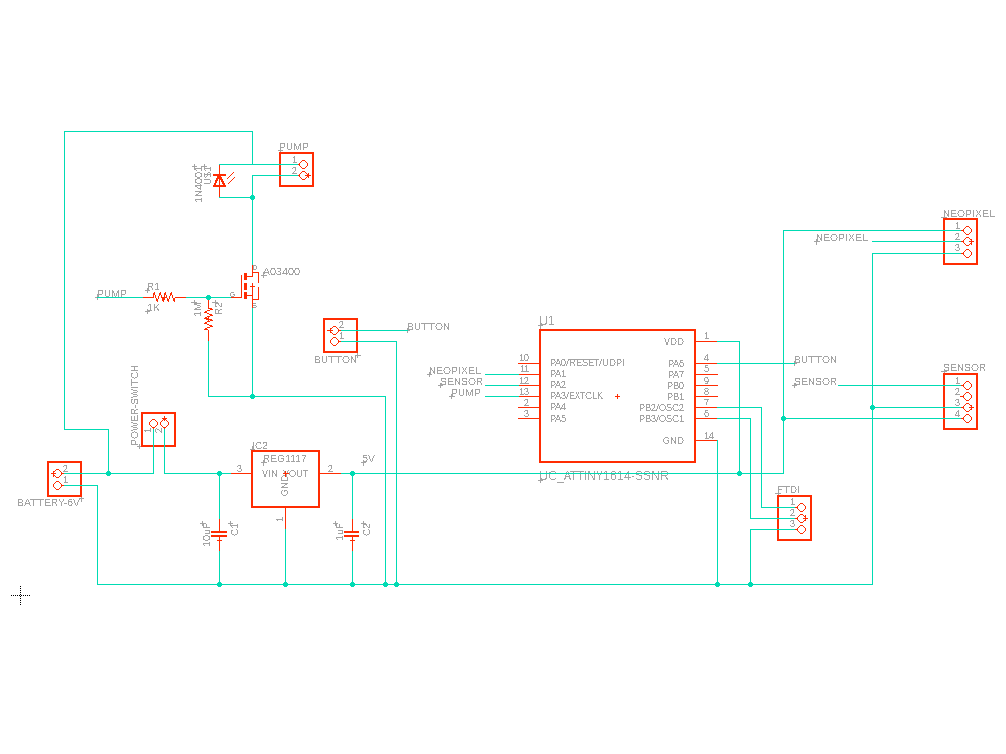 PUMP
1
2
1N4001
US1
D
A03400
G
S
PUMP
R1
1K
1M
R2
NEOPIXEL
1
2
3
NEOPIXEL
2
1
BUTTON
BUTTON
U1
VDD
1
10
PA0/RESET/UDPI
PA6
4
BUTTON
NEOPIXEL
11
PA1
PA7
5
SENSOR
12
PA2
PB0
9
SENSOR
PUMP
13
PA3/EXTCLK
PB1
8
2
PA4
PB2/OSC2
7
3
PA5
PB3/OSC1
6
GND
14
UC_ATTINY1614-SSNR
SENSOR
1
2
3
4
POWER-SWITCH
1
2
2
1
BATTERY-6V
IC2
REG1117
3
VIN
VOUT
2
GND
1
5V
10uF
C1
1uF
C2
FTDI
1
2
3